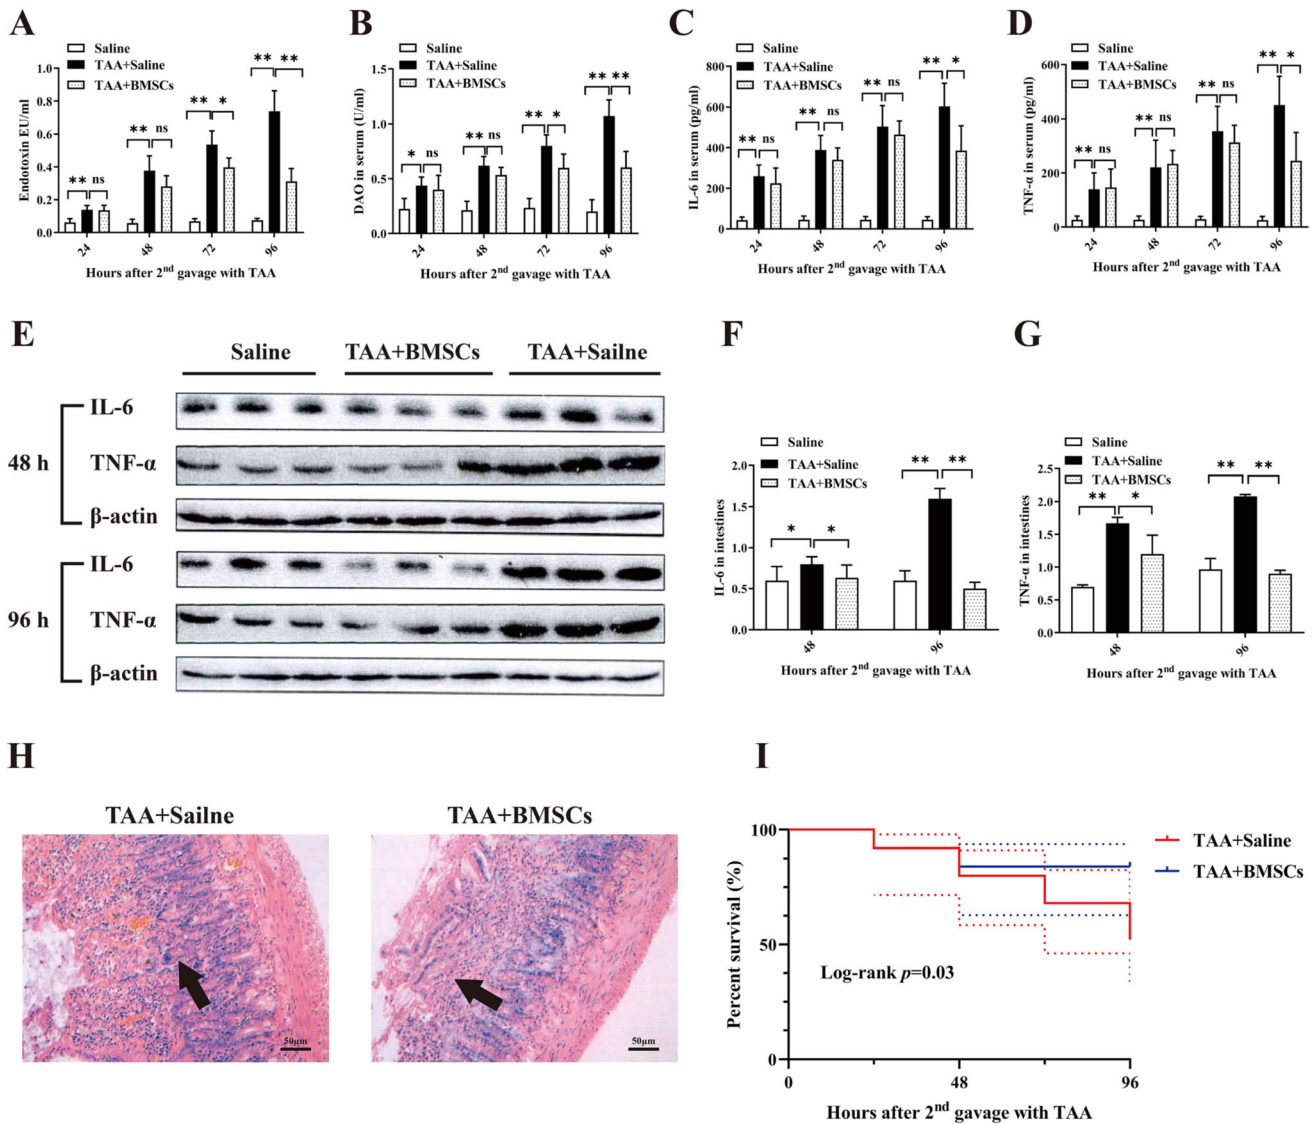 A
Saline
TAA+Saline
TAA+BMSCs
Endotoxin EU/ml
1.0
0.8
0.6
0.4
0.2
0.0
** ns
** ns
** *
** **
24
48
72
96
Hours after 2nd gavage with TAA
B
Saline
TAA+Saline
TAA+BMSCs
DAO in serum (U/ml)
1.5
1.0
0.5
0.0
* ns
** ns
** *
** **
24
48
72
96
Hours after 2nd gavage with TAA
C
Saline
TAA+Saline
TAA+BMSCs
IL-6 in serum (pg/ml)
800
600
400
200
0
** ns
** ns
** ns
** *
24
48
72
96
Hours after 2nd gavage with TAA
D
Saline
TAA+Saline
TAA+BMSCs
TNF-α in serum (pg/ml)
600
400
200
0
** ns
** ns
** ns
** *
24
48
72
96
Hours after 2nd gavage with TAA
E
Saline TAA+BMSCs TAA+Sailne
48 h
IL-6
TNF-α
β-actin
96 h
IL-6
TNF-α
β-actin
F
Saline
TAA+Saline
TAA+BMSCs
IL-6 in intestines
2.0
1.5
1.0
0.5
0.0
* *
** **
48
96
Hours after 2nd gavage with TAA
G
Saline
TAA+Saline
TAA+BMSCs
TNF-α in intestines
2.5
2.0
1.5
1.0
0.5
0.0
** *
** **
48
96
Hours after 2nd gavage with TAA
H
TAA+Sailne
50μm
TAA+BMSCs
50μm
I
Percent survival (%)
100
50
0
TAA+Saline
TAA+BMSCs
Log-rank p=0.03
0
48
96
Hours after 2nd gavage with TAA